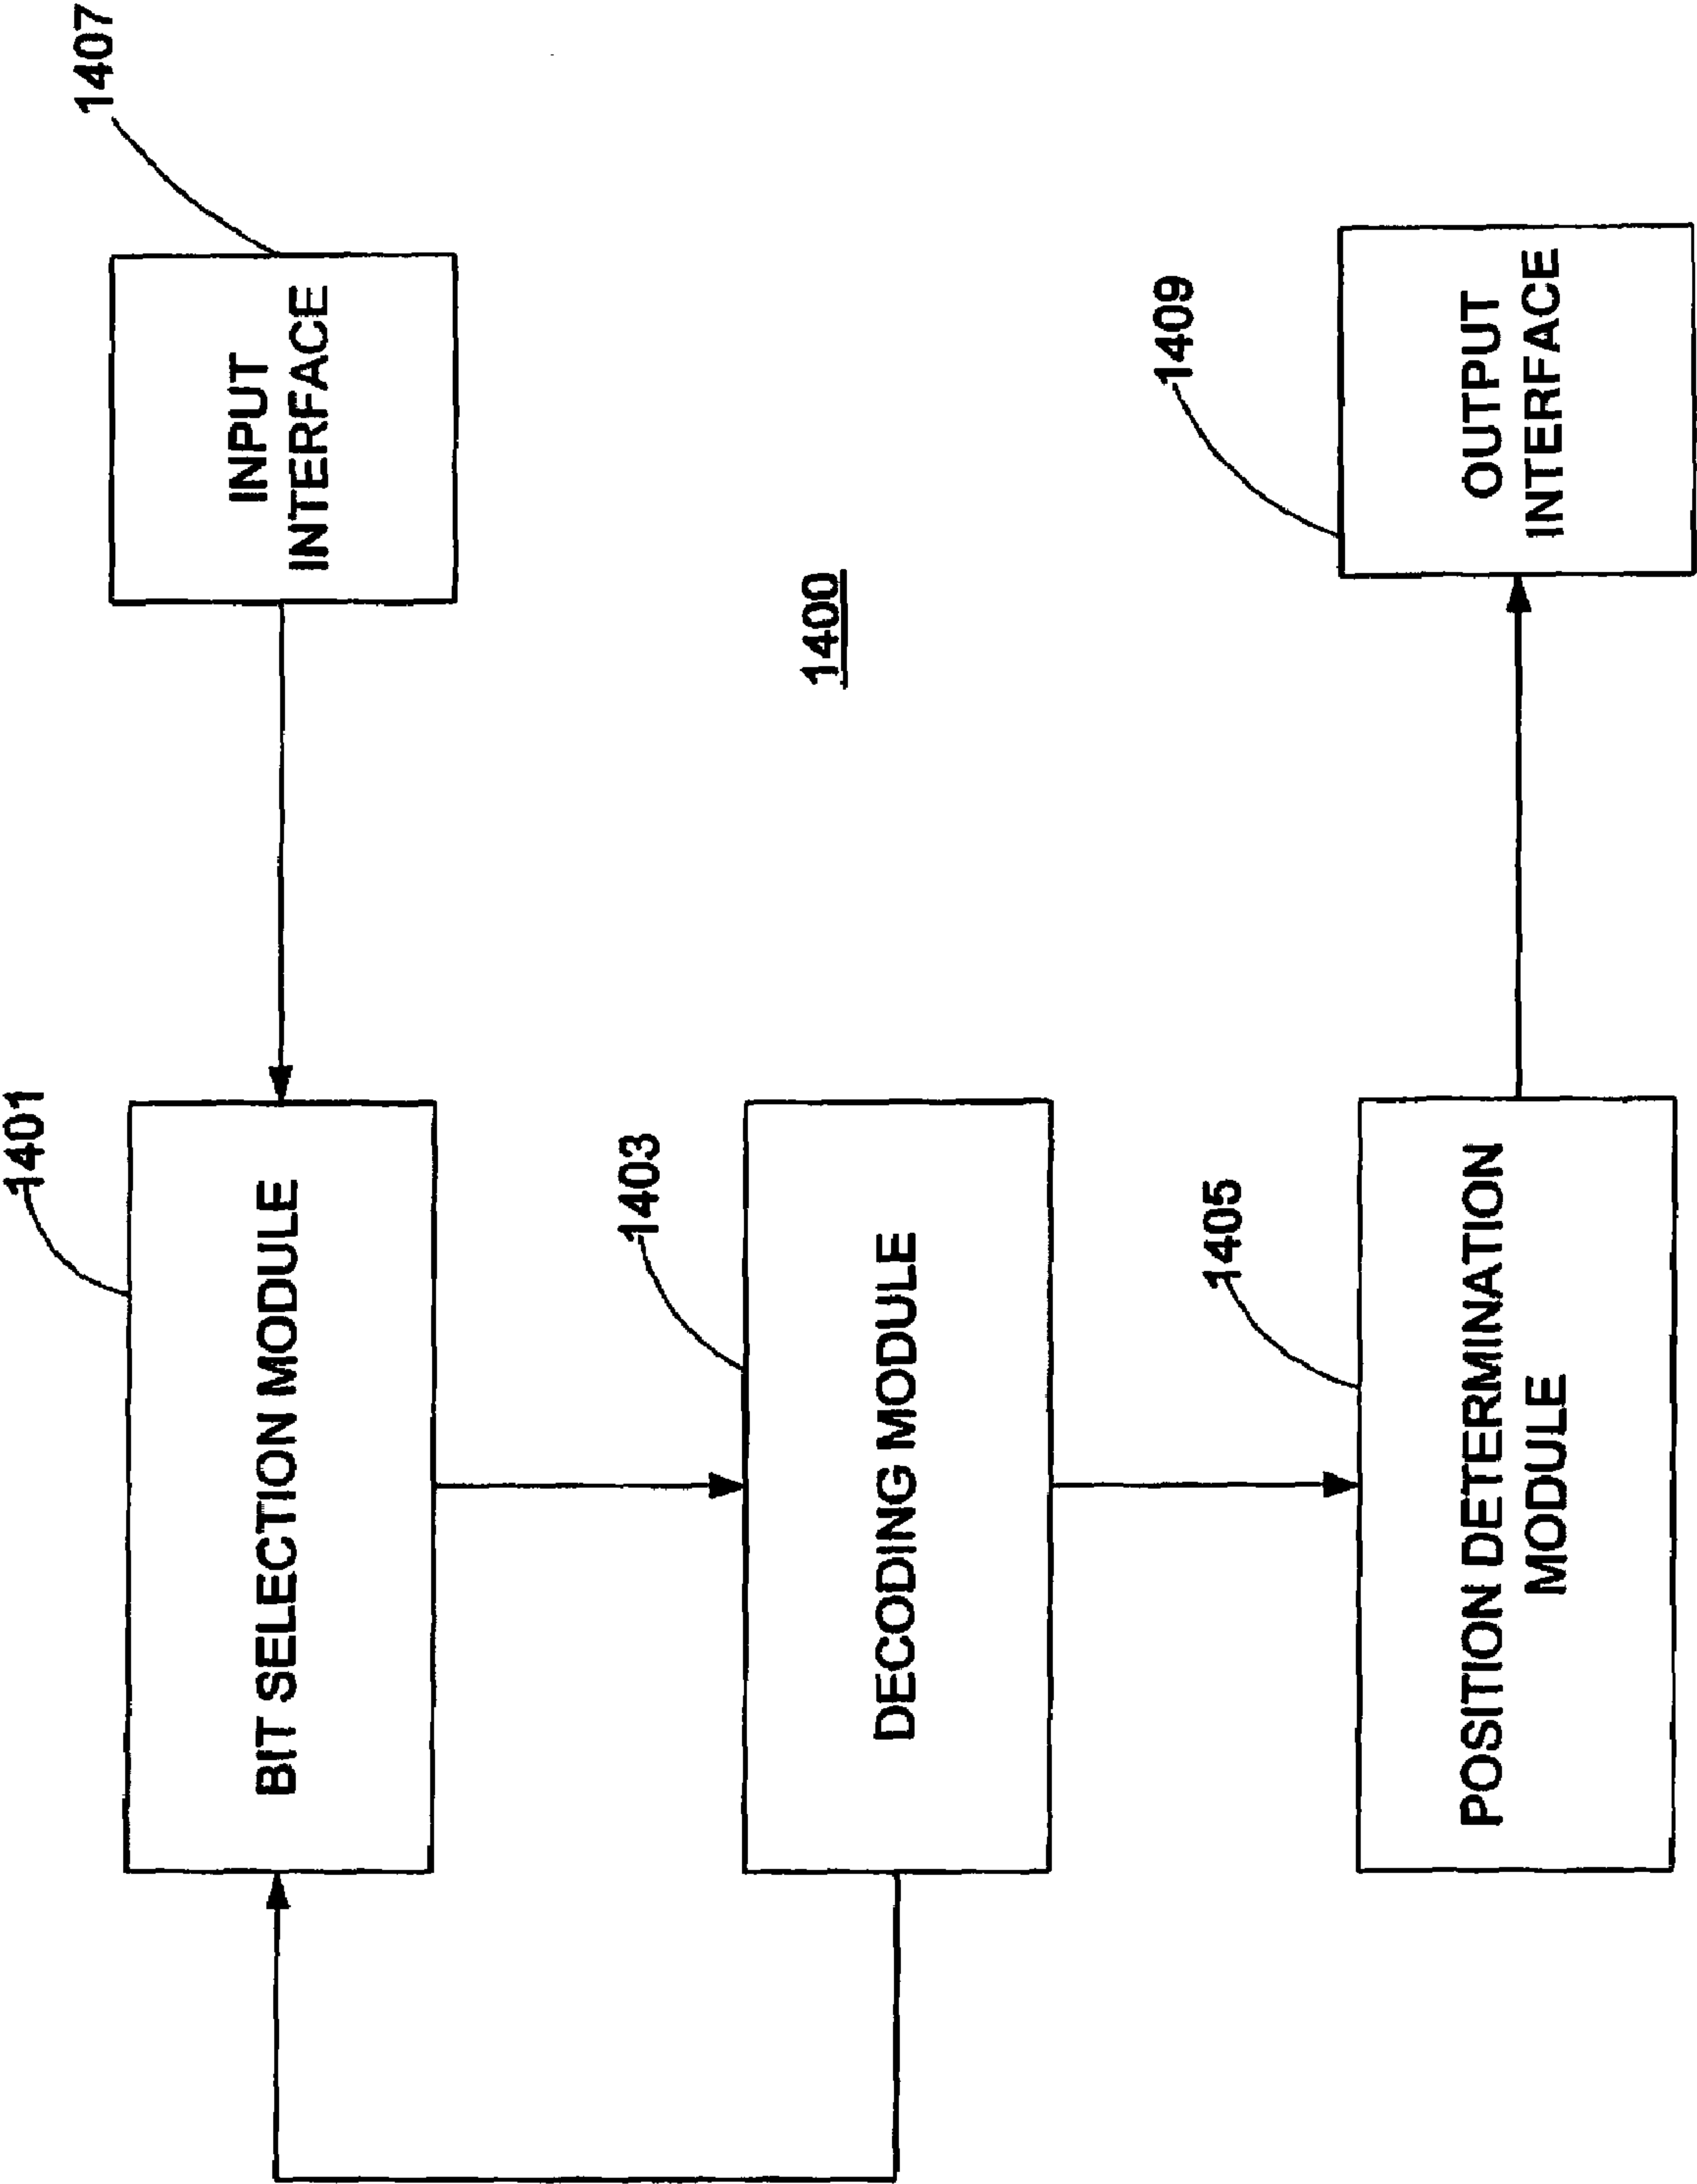 1401
BIT SELECTION MODULE
1403
DECODING MODULE
1405
POSITION DETERMINATION
MODULE
1400
1407
INPUT
INTERFACE
1409
OUTPUT
INTERFACE